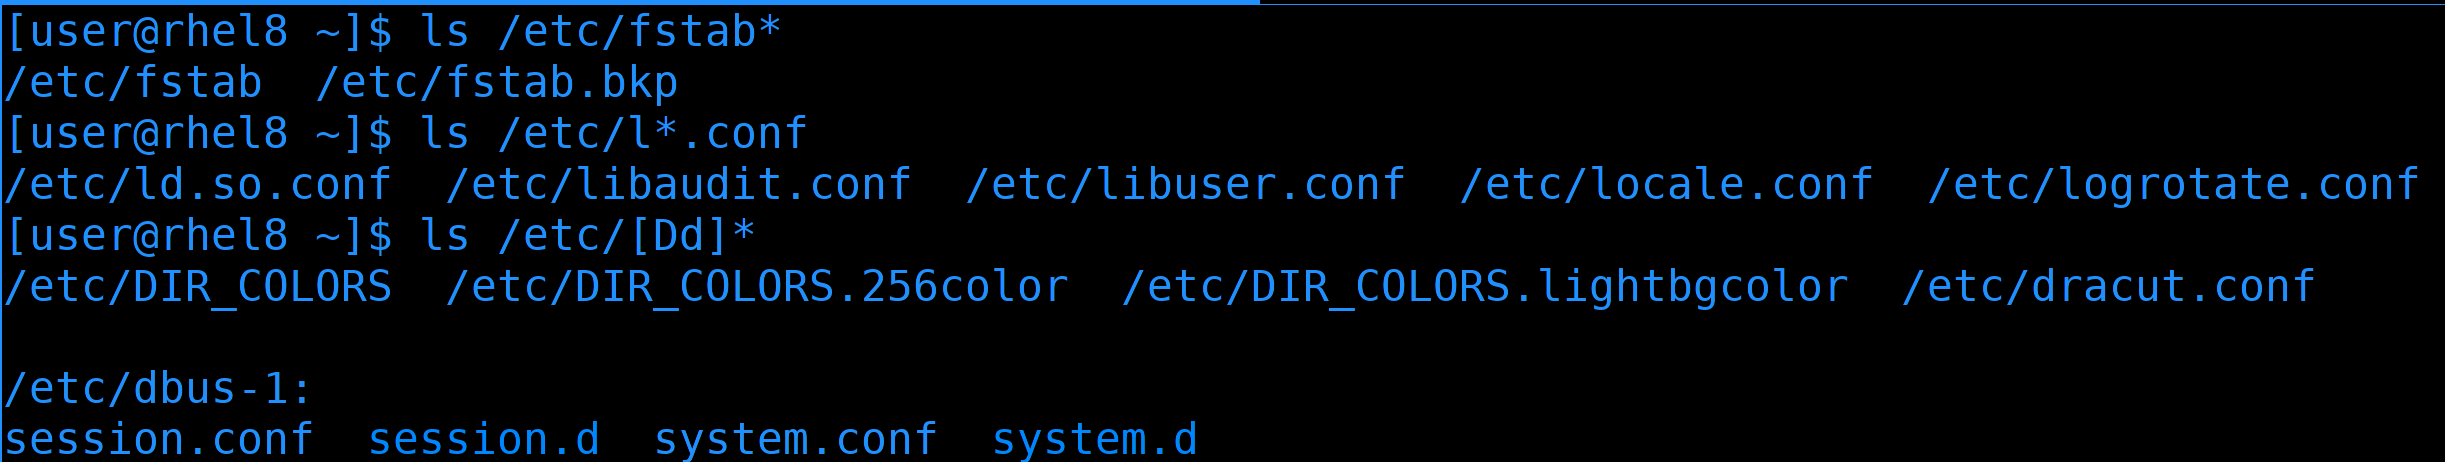 [user@rhel8 ~]$ ls /etc/fstab*
/etc/fstab  /etc/fstab.bkp
[user@rhel8 ~]$ ls /etc/l*.conf
/etc/ld.so.conf  /etc/libaudit.conf  /etc/libuser.conf  /etc/locale.conf  /etc/logrotate.conf
[user@rhel8 ~]$ ls /etc/[Dd]*
/etc/DIR_COLORS  /etc/DIR_COLORS.256color  /etc/DIR_COLORS.lightbgcolor  /etc/dracut.conf
/etc/dbus-1:
session.conf  session.d  system.conf  system.d